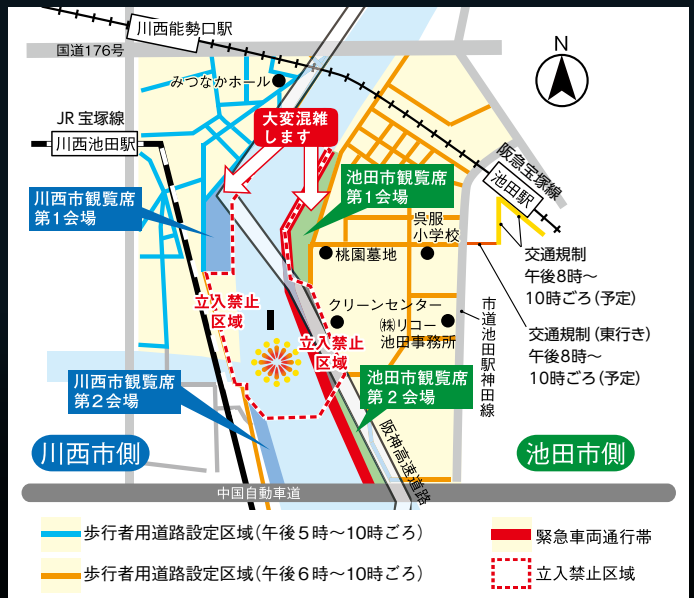 川西能勢口駅
国道176号
みつなかホール
N
大変混雑
します
JR宝塚線
川西池田駅
阪急宝塚線
池田駅
川西市観覧席
第1会場
池田市観覧席
第1会場
呉服
小学校
桃園墓地
交通規制
午後8時〜
10時ごろ(予定)
立入禁止
区域
クリーンセンター
㈱リコー
池田事務所
市道池田駅神田線
交通規制(東行き)
午後8時〜
10時ごろ(予定)
立入禁止
区域
川西市観覧席
第2会場
池田市観覧席
第2会場
阪神高速道路
川西市側
池田市側
中国自動車道
歩行者用道路設定区域(午後5時〜10時ごろ)
緊急車両通行帯
歩行者用道路設定区域(午後6時〜10時ごろ)
立入禁止区域